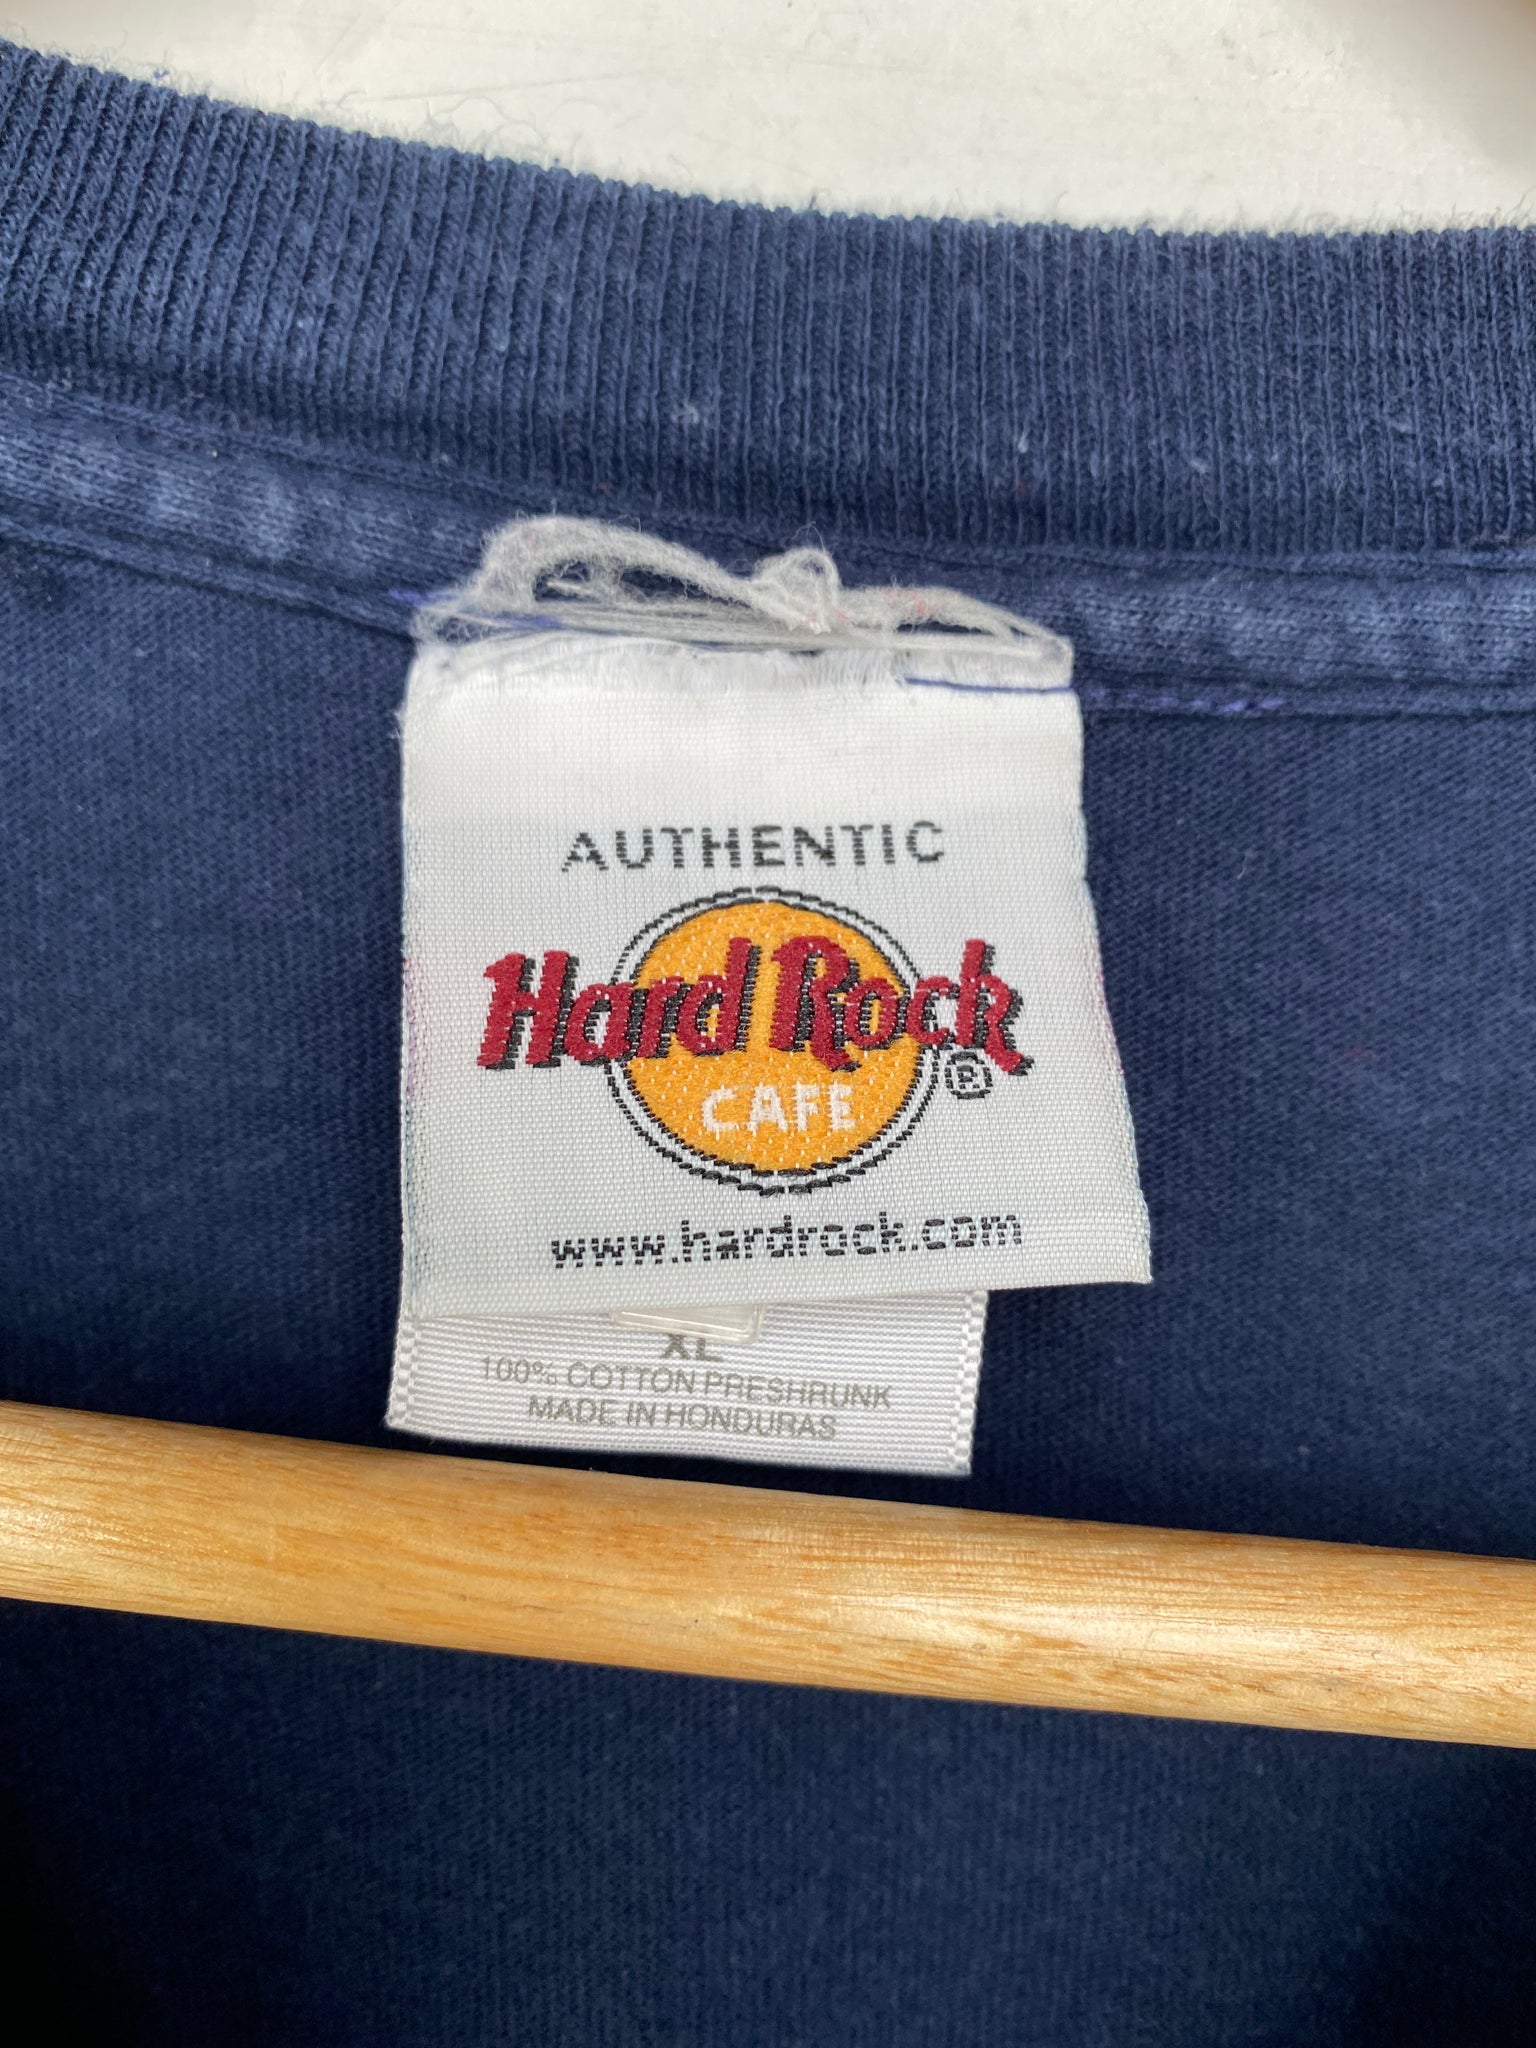 AUTHENTIC
Hard Rock
CAFE
®
www.hardrock.com
XL
100% COTTON PRESHRUNK
MADE IN HONDURAS